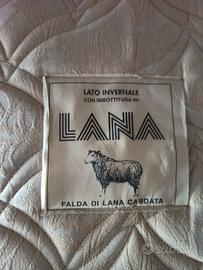 LATO INVERNALE
CON IMBOTTITURA IN:
LANA
FALDA DI LANA CARDATA